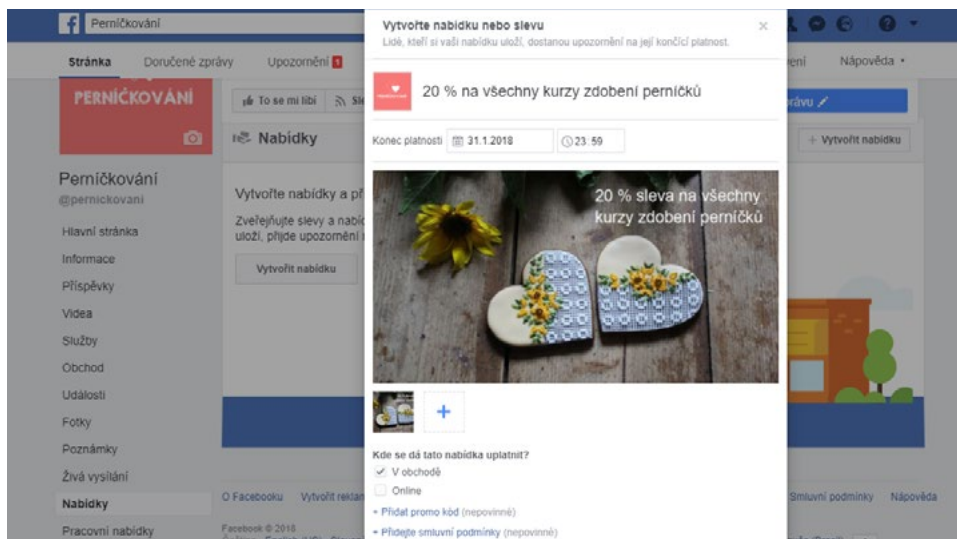 Perníčkování
Stránka Doručené zprávy Upozornění 1 Nápověda
PERNÍČKOVÁNÍ
Perníčkování
@pernickovani
Hlavní stránka
Informace
Příspěvky
Videa
Služby
Obchod
Události
Fotky
Poznámky
Živá vysílání
Nabídky
Pracovní nabídky
To se mi líbí
Nabídky
+ Vytvořit nabídku
Vytvořte nabídky a
Zveřejňujte slevy a
uloží, přijde upozornění
Vytvořit nabídku
O Facebooku Vytvořit
Facebook © 2018
Smluvní podmínky Nápověda
Vytvořte nabídku nebo slevu
Lidé, kteří si vaši nabídku uloží, dostanou upozornění na její končící platnost.
20 % na všechny kurzy zdobení perníčků
Konec platnosti 31.1.2018 23:59
20 % sleva na všechny
kurzy zdobení perníčků
Kde se dá tato nabídka uplatnit?
V obchodě
Online
+ Přidat promo kód (nepovinné)
+ Přidejte smluvní podmínky (nepovinné)